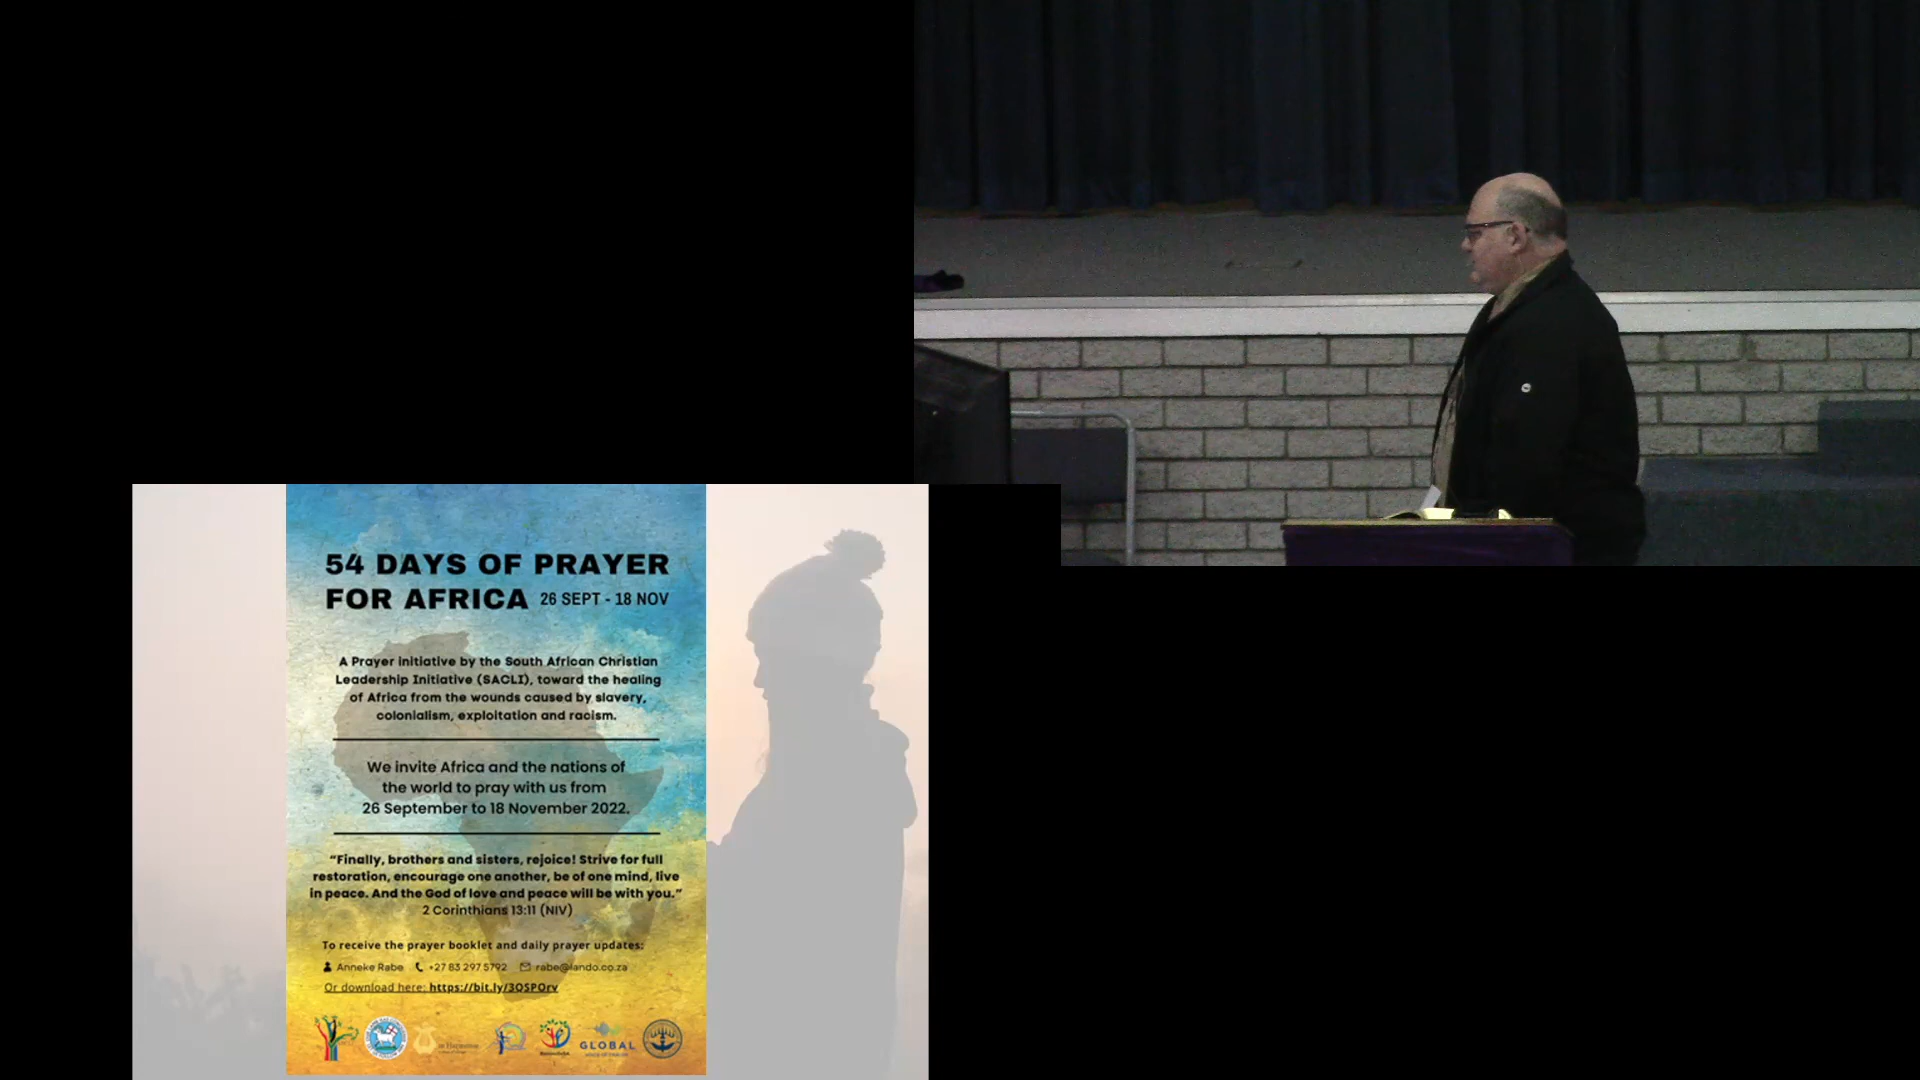 54 DAYS OF PRAYER
FOR AFRICA 26 SEPT - 18 NOV
A Prayer initiative by the South African Christian
Leadership Initiative (SACLI), toward the healing
of Africa from the wounds caused by slavery,
colonialism, exploitation and racism.
We invite Africa and the nations of
the world to pray with us from
26 September to 18 November 2022.
“Finally, brothers and sisters, rejoice! Strive for full
restoration, encourage one another, be of one mind, live
in peace. And the God of love and peace will be with you.”
2 Corinthians 13:11 (NIV)
To receive the prayer booklet and daily prayer updates:
Anneke Rabe +27 83 297 5792 rabe@lando.co.za
Or download here: https://bit.ly/3OSPOrv
GLOBAL